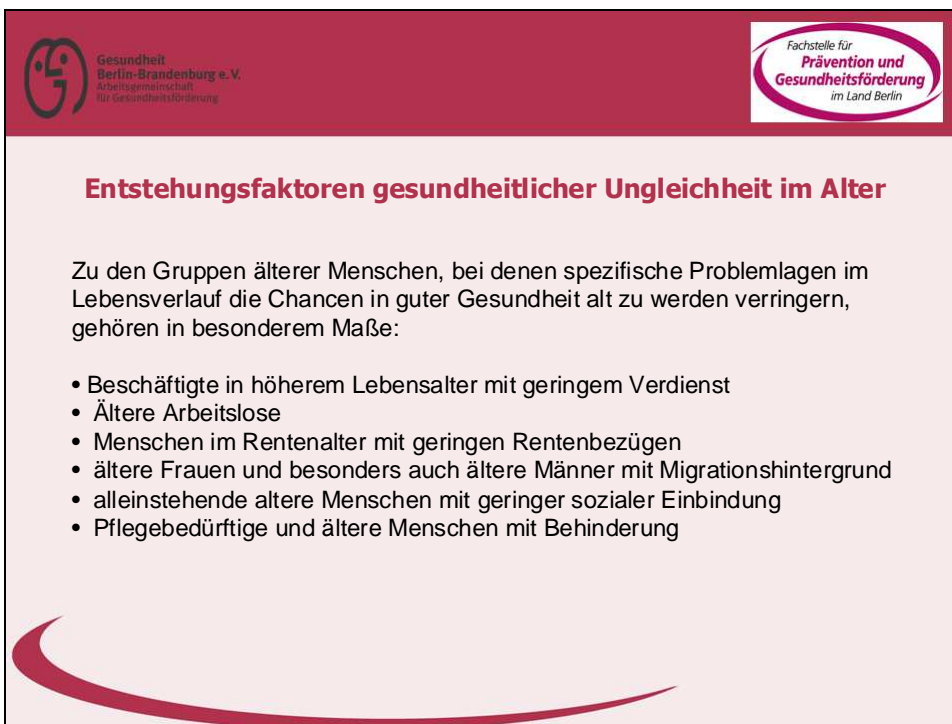 Gesundheit
Berlin-Brandenburg e.V.
Arbeitsgemeinschaft
für Gesundheitsförderung
Fachstelle für
Prävention und
Gesundheitsförderung
im Land Berlin
Entstehungsfaktoren gesundheitlicher Ungleichheit im Alter
Zu den Gruppen älterer Menschen, bei denen spezifische Problemlagen im
Lebensverlauf die Chancen in guter Gesundheit alt zu werden verringern,
gehören in besonderem Maße:
• Beschäftigte in höherem Lebensalter mit geringem Verdienst
• Ältere Arbeitslose
• Menschen im Rentenalter mit geringen Rentenbezügen
• ältere Frauen und besonders auch ältere Männer mit Migrationshintergrund
• alleinstehende altere Menschen mit geringer sozialer Einbindung
• Pflegebedürftige und ältere Menschen mit Behinderung